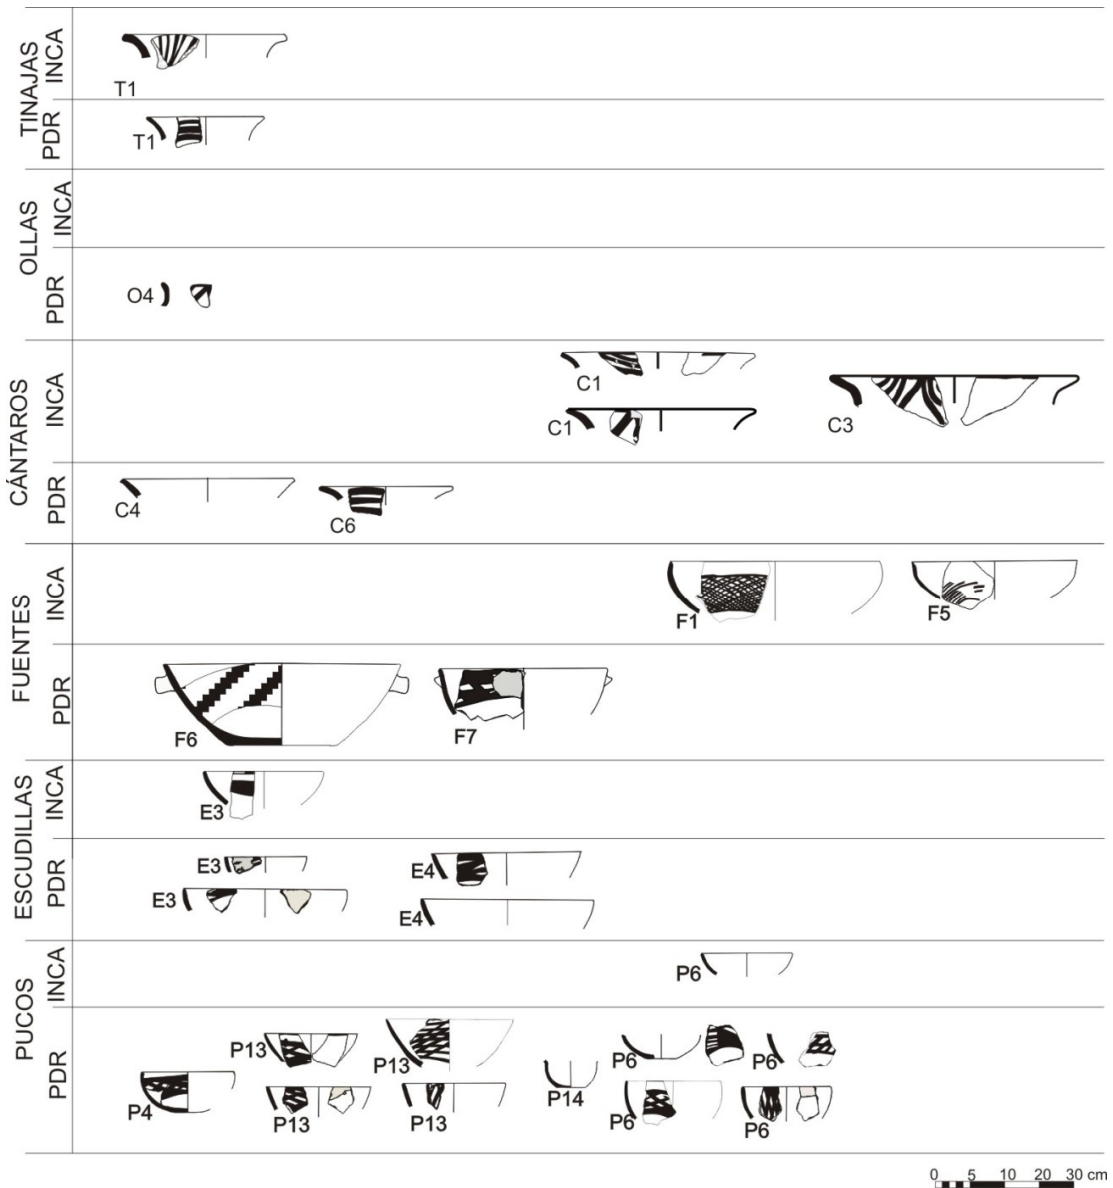 TINAJAS
INCA
T1
PDR
T1
OLLAS
INCA
PDR
O4
CÁNTAROS
INCA
C1
C1
C3
PDR
C4
C6
FUENTES
INCA
F1
F5
PDR
F6
F7
ESCUDILLAS
INCA
E3
PDR
E3
E4
E3
E4
PUCOS
INCA
P6
PDR
P13
P13
P6
P6
P4
P13
P13
P14
P6
P6
0 5 10 20 30 cm